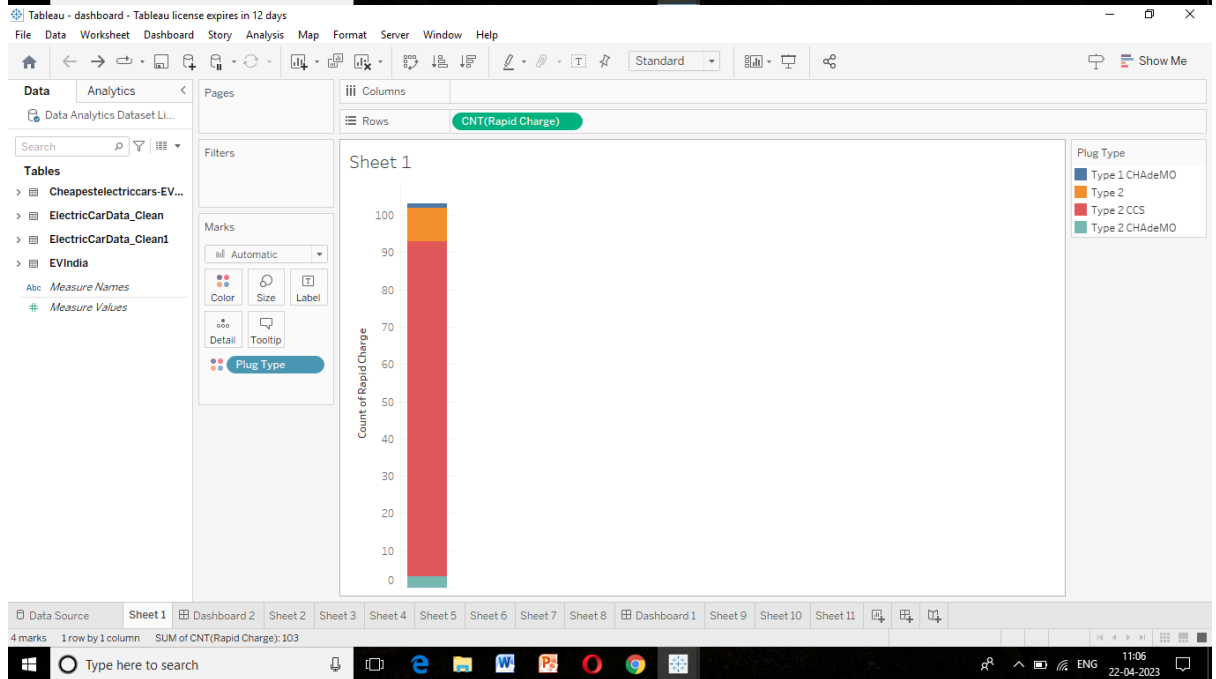 Tableau - dashboard - Tableau license expires in 12 days
File Data Worksheet Dashboard Story Analysis Map Format Server Window Help
Standard
Show Me
Data Analytics
Data Analytics Dataset Li...
Search
Tables
Cheapestelectriccars-EV...
ElectricCarData_Clean
ElectricCarData_Clean1
EVIndia
Abc Measure Names
# Measure Values
Pages
Filters
Marks
Automatic
Color Size Label
Detail Tooltip
Plug Type
Columns
Rows CNT(Rapid Charge)
Sheet 1
100
90
80
70
60
50
40
30
20
10
0
Count of Rapid Charge
Plug Type
Type 1 CHAdeMO
Type 2
Type 2 CCS
Type 2 CHAdeMO
Data Source Sheet 1 Dashboard 2 Sheet 2 Sheet 3 Sheet 4 Sheet 5 Sheet 6 Sheet 7 Sheet 8 Dashboard 1 Sheet 9 Sheet 10 Sheet 11
4 marks 1 row by 1 column SUM of CNT(Rapid Charge): 103
Type here to search
ENG
11:06
22-04-2023